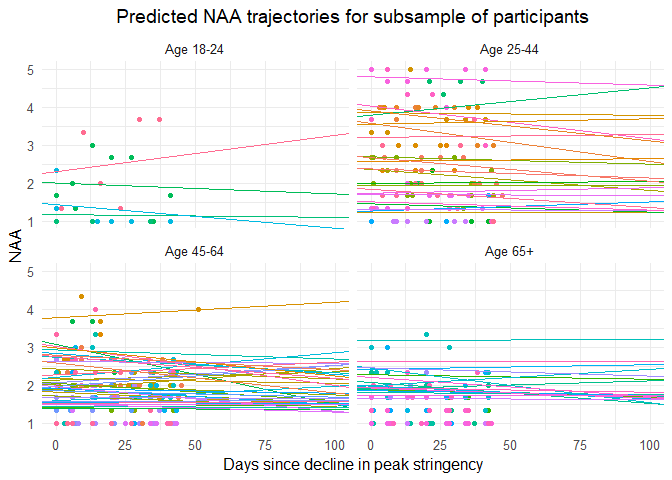 Predicted NAA trajectories for subsample of participants
Age 18-24
Age 25-44
5
4
3
2
1
NAA
Age 45-64
Age 65+
5
4
3
2
1
0 25 50 75 100 0 25 50 75 100
Days since decline in peak stringency